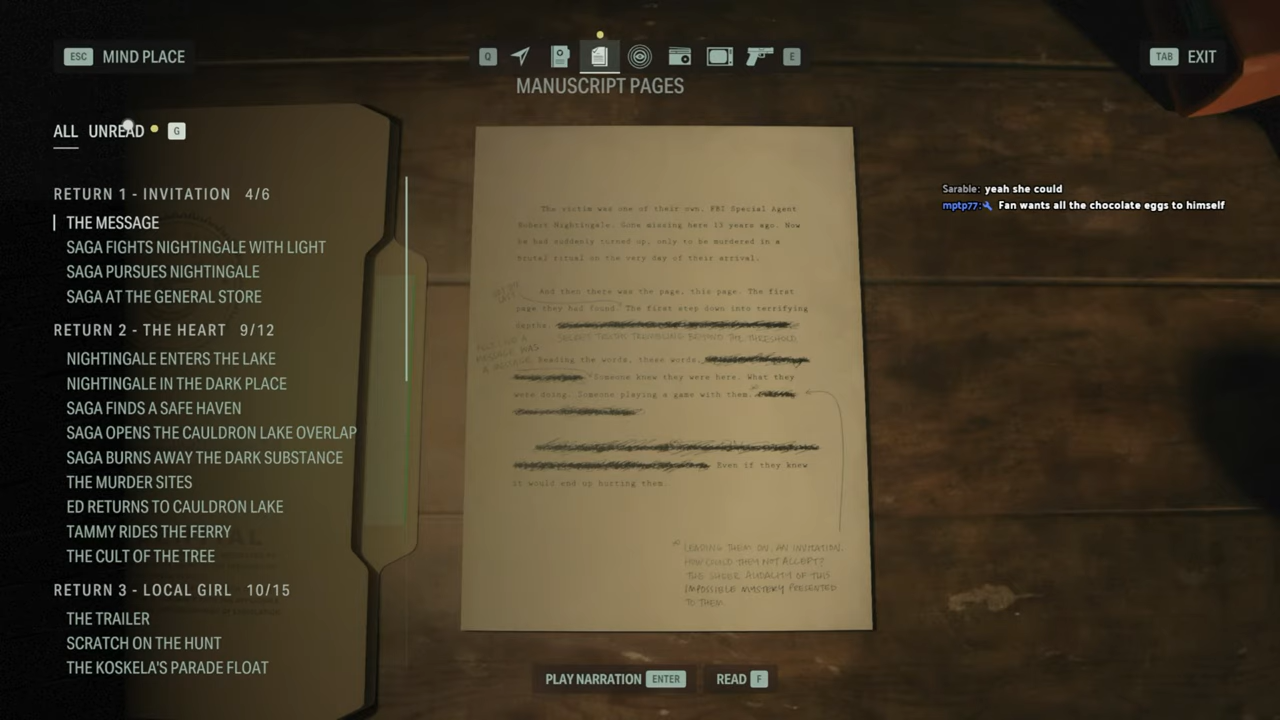 ESC MIND PLACE
Q E
TAB EXIT
MANUSCRIPT PAGES
ALL UNREAD G
RETURN 1 - INVITATION 4/6
THE MESSAGE
SAGA FIGHTS NIGHTINGALE WITH LIGHT
SAGA PURSUES NIGHTINGALE
SAGA AT THE GENERAL STORE
RETURN 2 - THE HEART 9/12
NIGHTINGALE ENTERS THE LAKE
NIGHTINGALE IN THE DARK PLACE
SAGA FINDS A SAFE HAVEN
SAGA OPENS THE CAULDRON LAKE OVERLAP
SAGA BURNS AWAY THE DARK SUBSTANCE
THE MURDER SITES
ED RETURNS TO CAULDRON LAKE
TAMMY RIDES THE FERRY
THE CULT OF THE TREE
RETURN 3 - LOCAL GIRL 10/15
THE TRAILER
SCRATCH ON THE HUNT
THE KOSKELA'S PARADE FLOAT
The victim was one of their own. FBI Special Agent
Robert Nightingale. Gone missing here 13 years ago. Now
he had suddenly turned up, only to be murdered in a
brutal ritual on the very day of their arrival.
And then there was the page, this page. The first
page they had found. The first step down into terrifying
depths
BEYOND THE THRESHOLD
MESSAGE WAS
Reading the words, these words.
Someone knew they were here. What they
were doing. Someone playing a game with them.
Even if they knew
it would end up hurting them.
LEADING THEM ON, AN INVITATION.
HOW COULD THEY NOT ACCEPT?
THE SHEER AUDACITY OF THIS
IMPOSSIBLE MYSTERY PRESENTED
TO THEM
PLAY NARRATION ENTER READ F
Sarable: yeah she could
mptp77: Fan wants all the chocolate eggs to himself